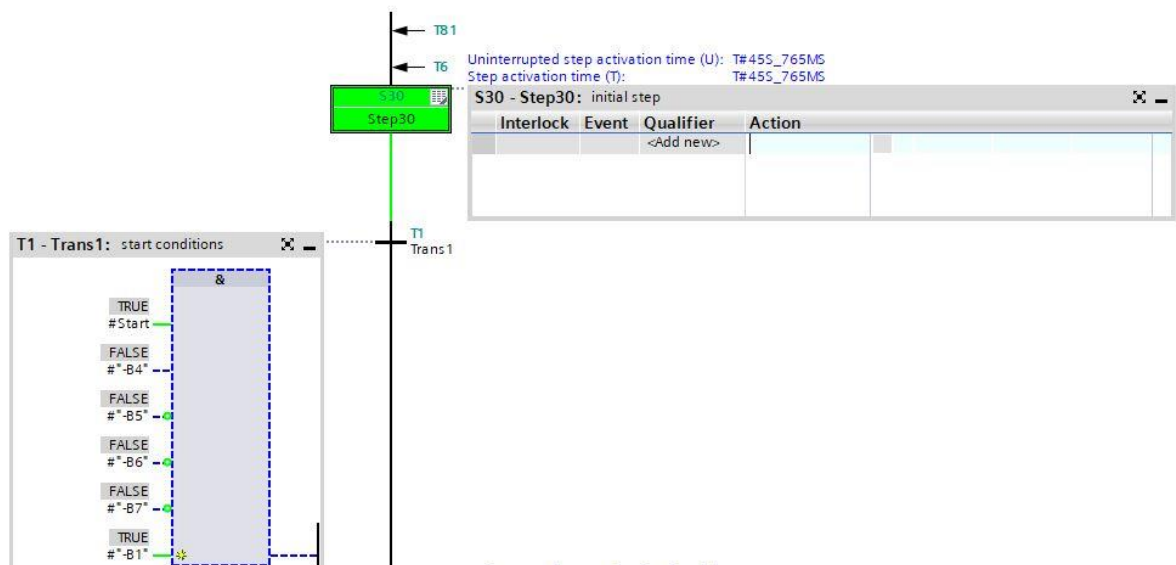 T81
T6
Uninterrupted step activation time (U): T#45S_765MS
Step activation time (T): T#45S_765MS
S30
Step30
S30 - Step30: initial step
Interlock Event Qualifier Action
<Add new>
T1
Trans1
T1 - Trans1: start conditions
&
TRUE
#Start
FALSE
#"-B4"
FALSE
#"-B5"
FALSE
#"-B6"
FALSE
#"-B7"
TRUE
#"-B1"